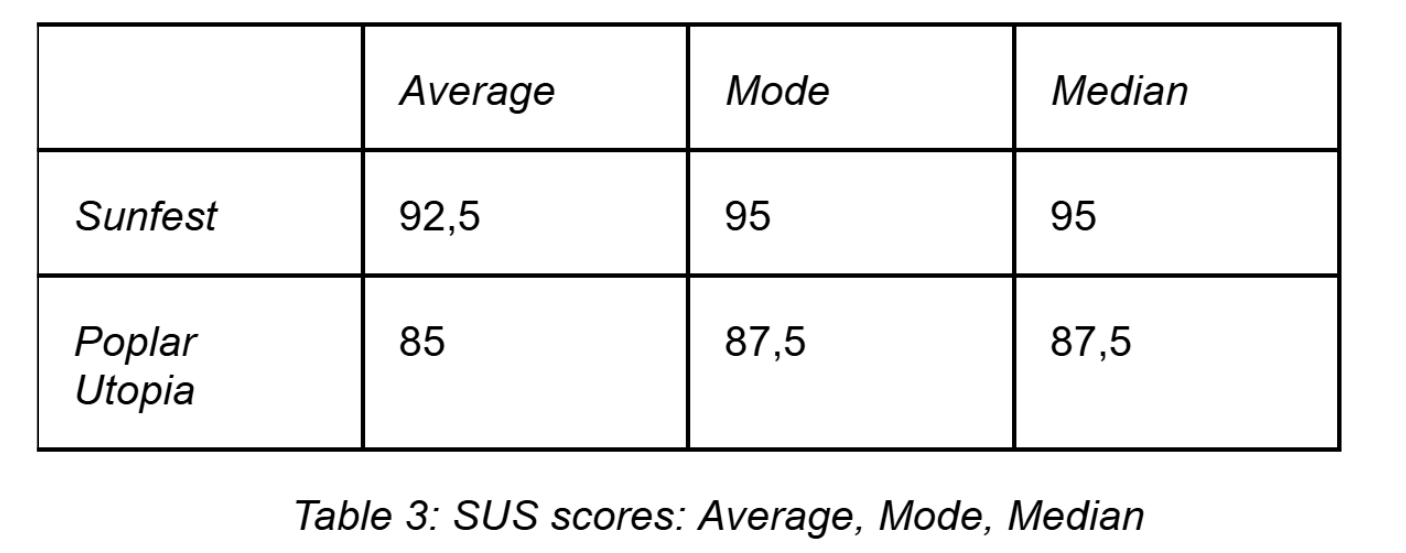 Average Mode Median
Sunfest 92,5 95 95
Poplar 85 87,5 87,5
Utopia
Table 3: SUS scores: Average, Mode, Median